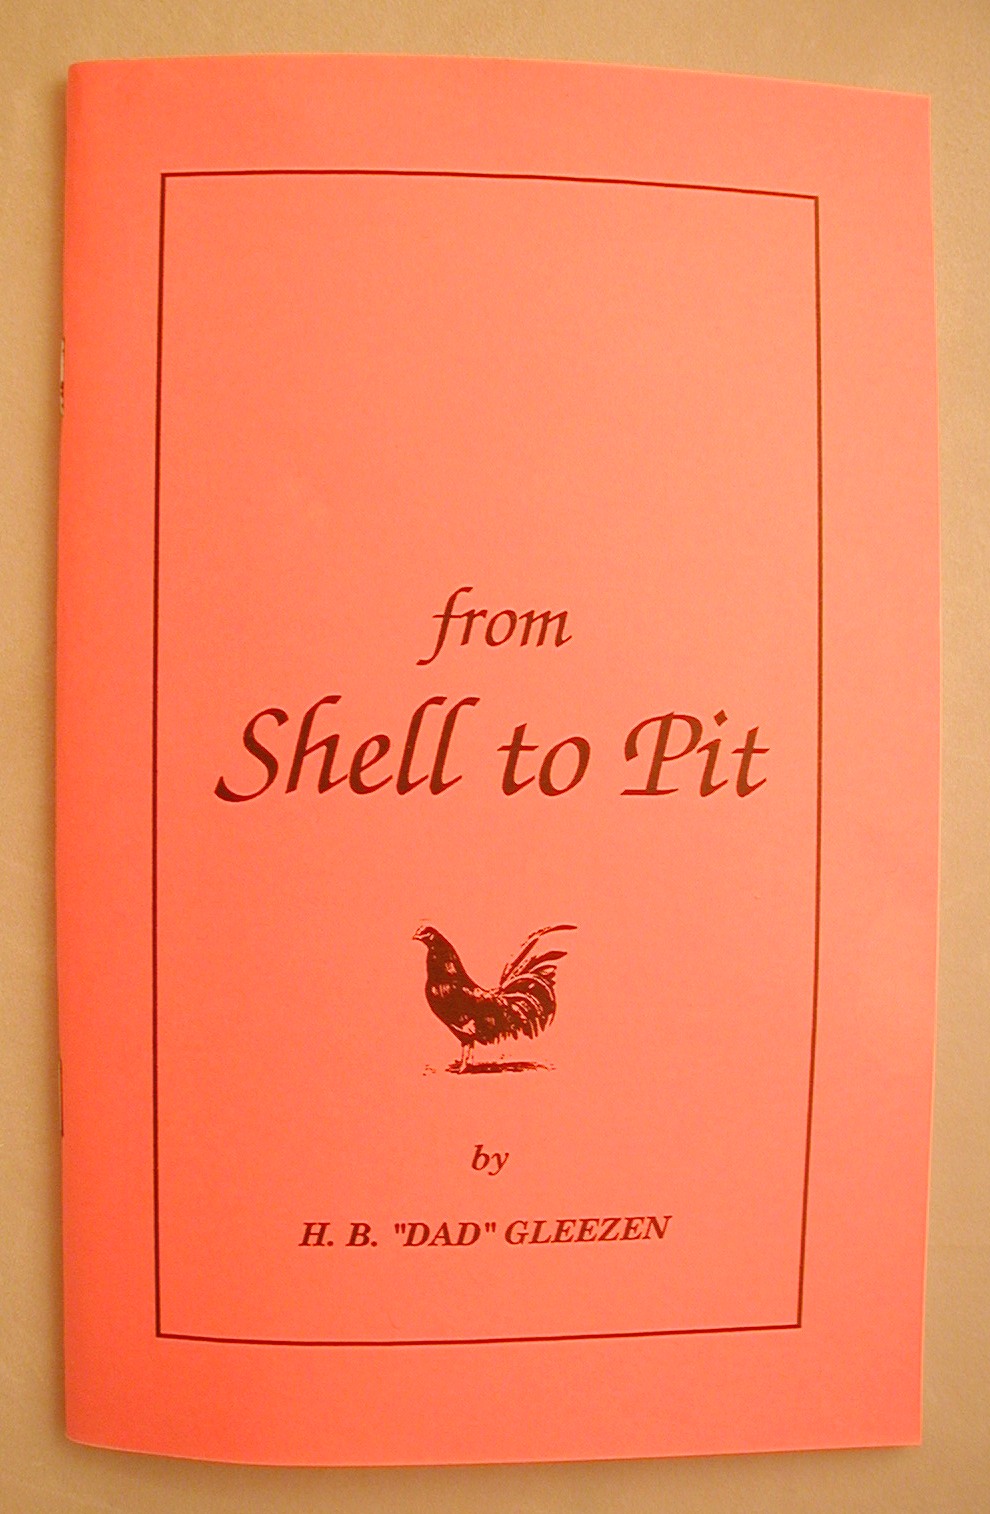 from
Shell to Pit
by
H. B. "DAD" GLEEZEN